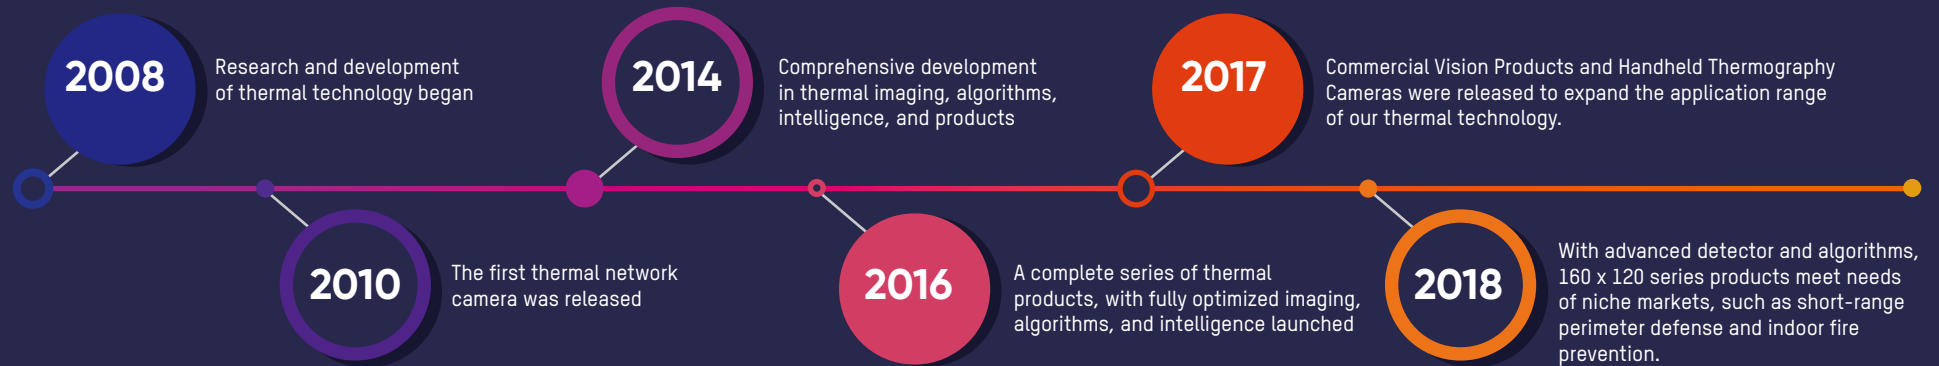 2008
Research and development
of thermal technology began
2010
The first thermal network
camera was released
2014
Comprehensive development
in thermal imaging, algorithms,
intelligence, and products
2016
A complete series of thermal
products, with fully optimized imaging,
algorithms, and intelligence launched
2017
Commercial Vision Products and Handheld Thermography
Cameras were released to expand the application range
of our thermal technology.
2018
With advanced detector and algorithms,
160 x 120 series products meet needs
of niche markets, such as short-range
perimeter defense and indoor fire
prevention.